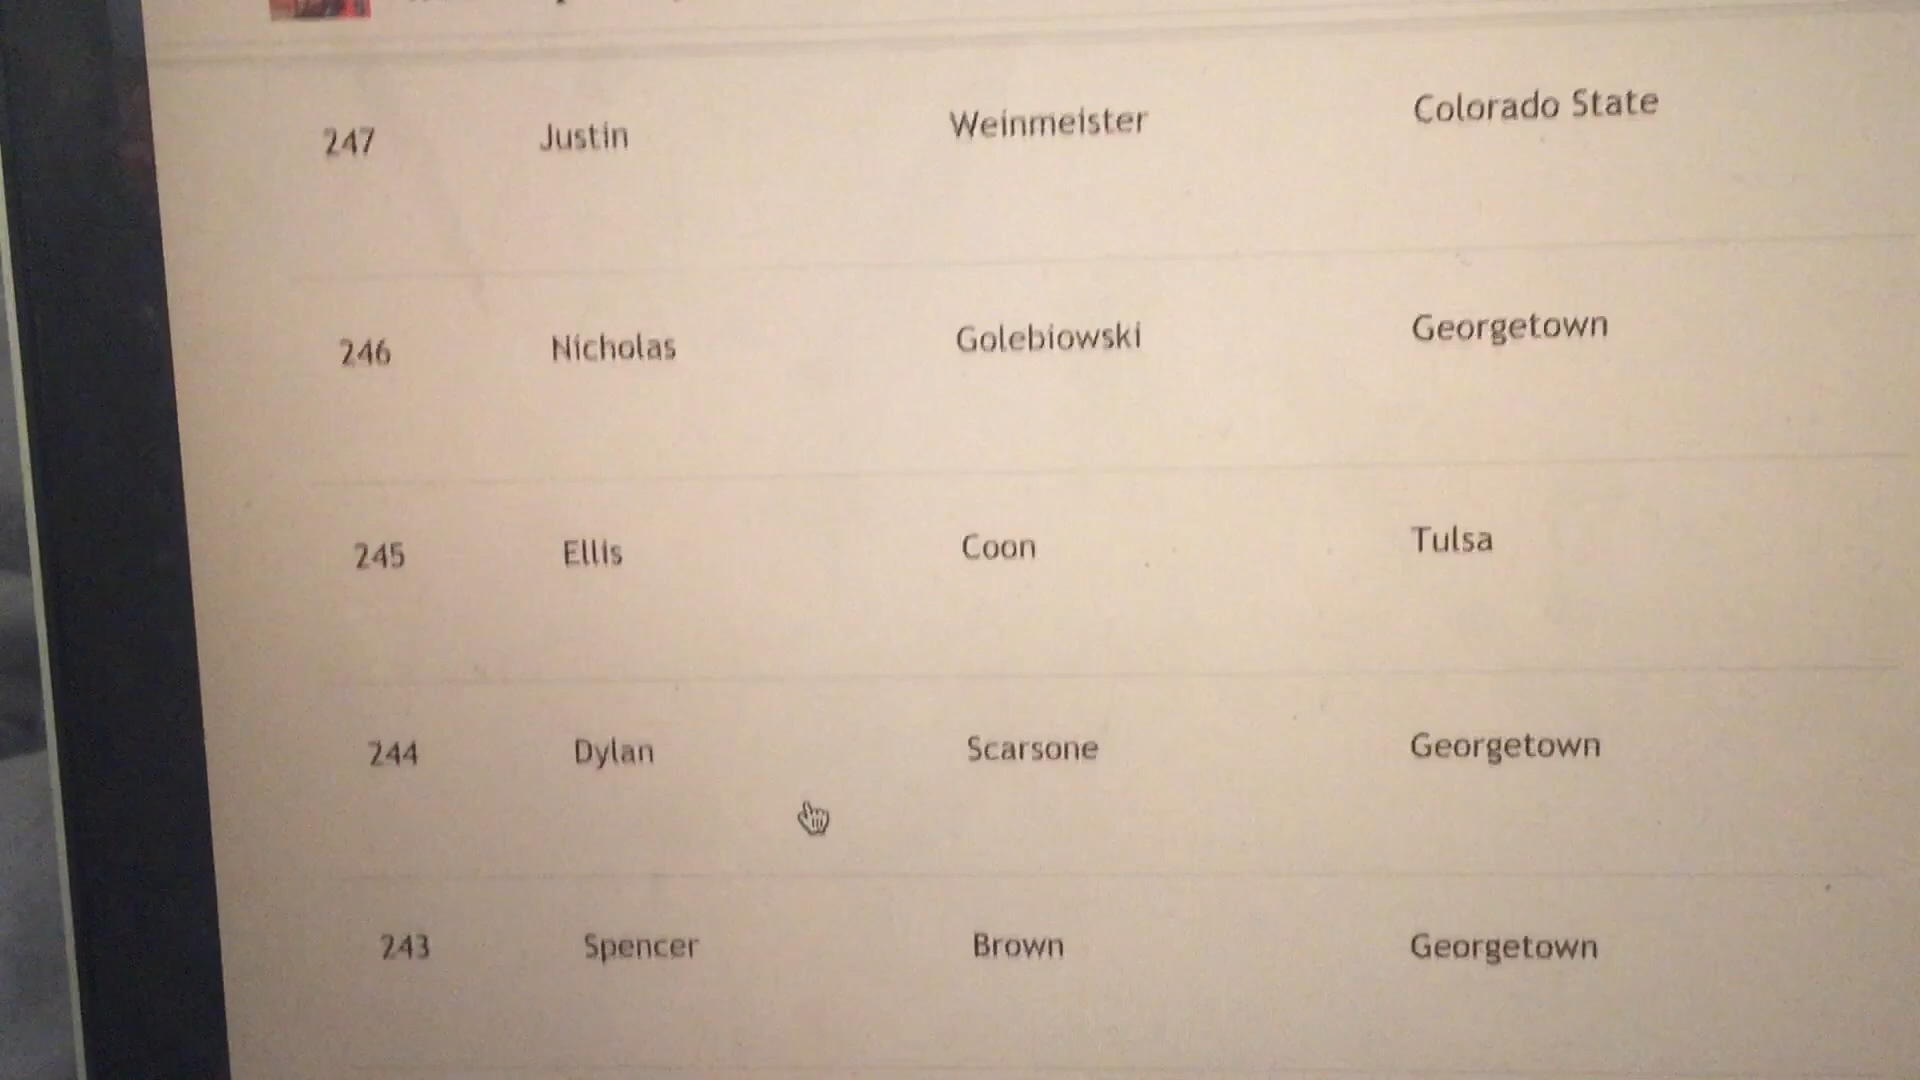 247 Justin Weinmeister Colorado State
246 Nicholas Golebiowski Georgetown
245 Ellis Coon Tulsa
244 Dylan Scarsone Georgetown
243 Spencer Brown Georgetown